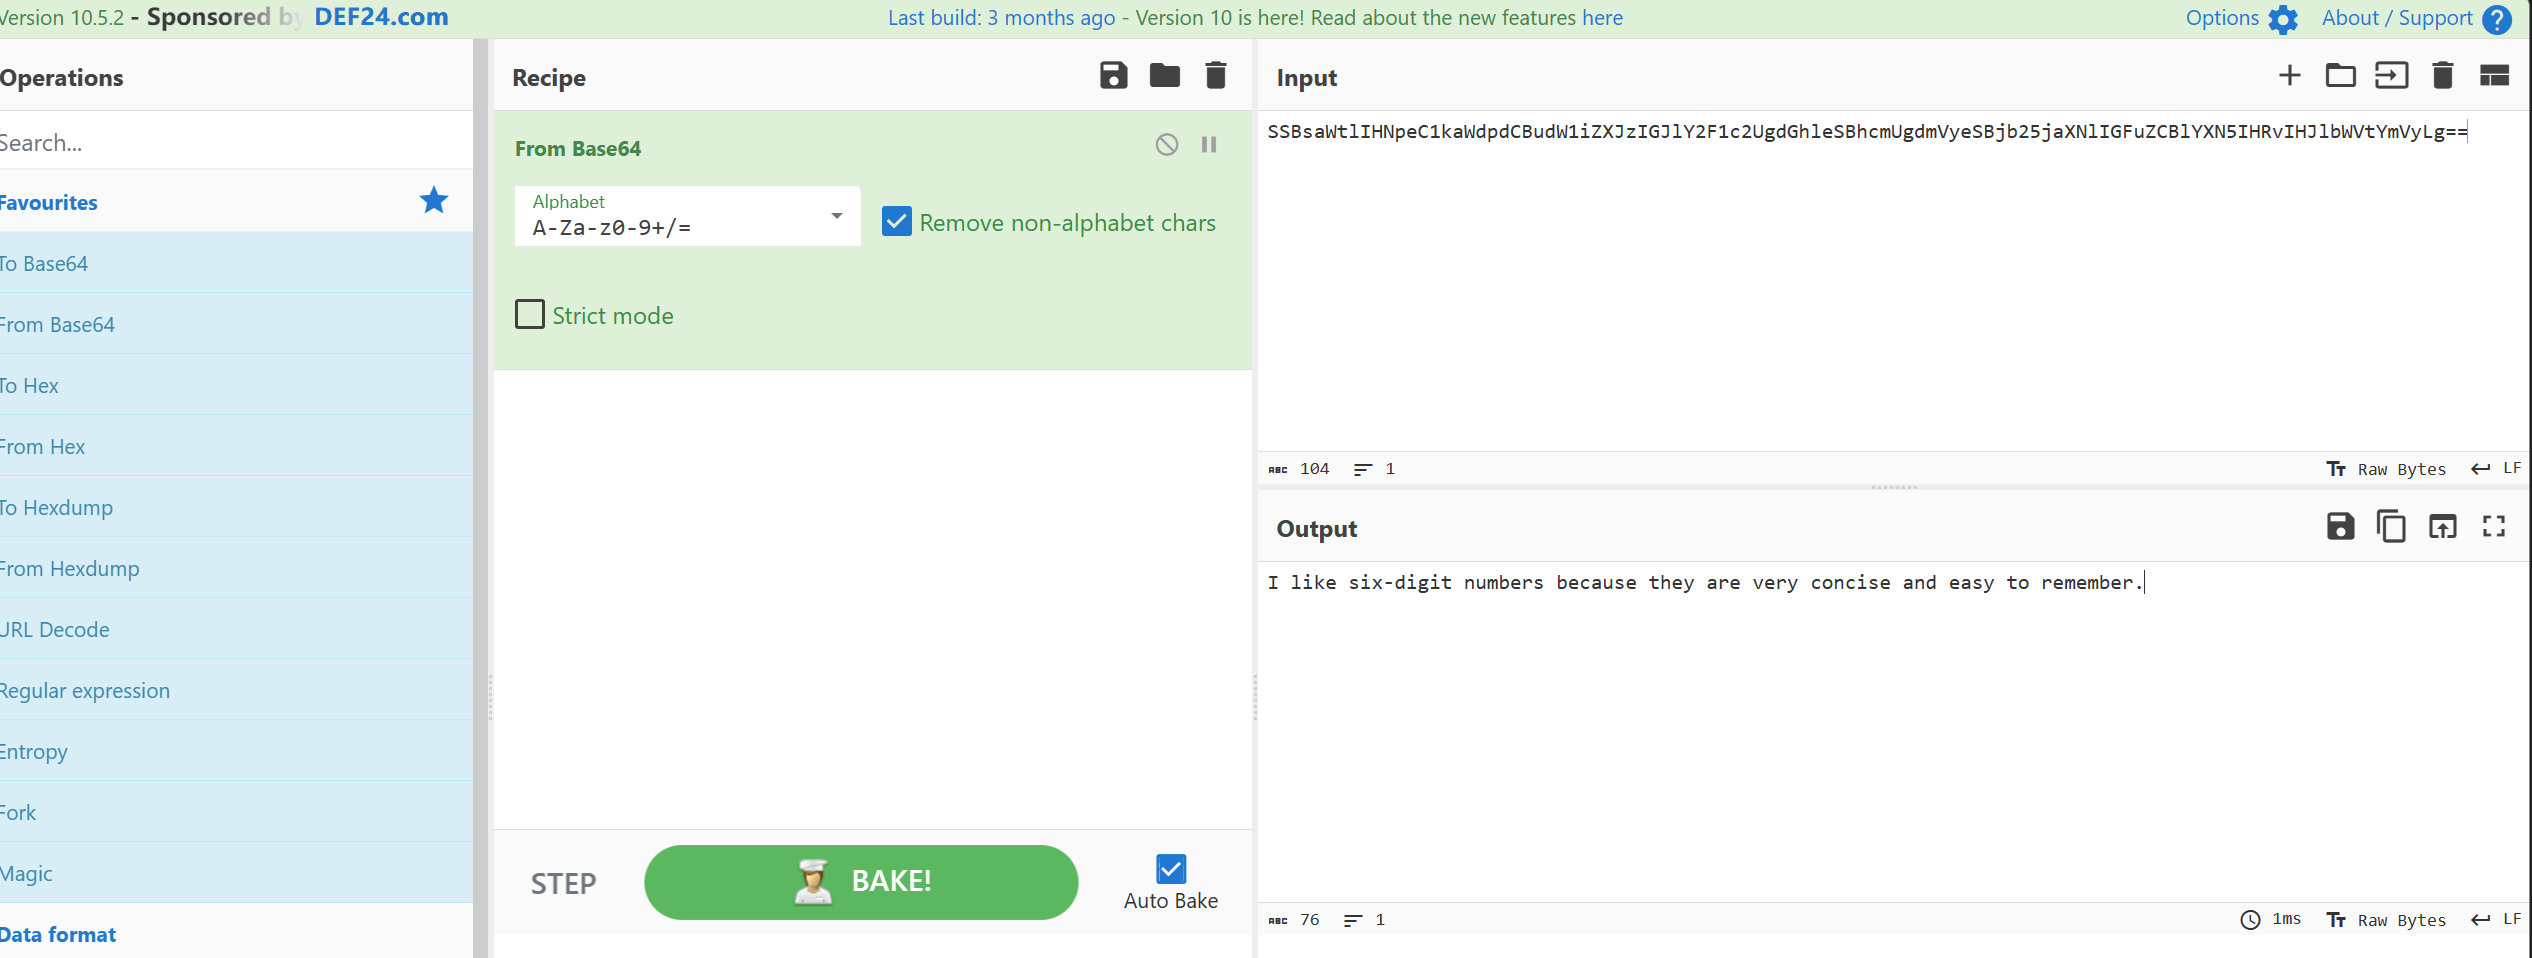 Version 10.5.2 - Sponsored by DEF24.com
Last build: 3 months ago - Version 10 is here! Read about the new features here
Options
About / Support
Operations
Search...
Favourites
To Base64
From Base64
To Hex
From Hex
To Hexdump
From Hexdump
URL Decode
Regular expression
Entropy
Fork
Magic
Data format
Recipe
From Base64
Alphabet
A-Za-z0-9+/=
Remove non-alphabet chars
Strict mode
STEP
BAKE!
Auto Bake
Input
SSBsaWtlIHNpeC1kaWdpdCBudW1iZXJzIGJlY2F1c2UgdGhleSBhcmUgdmVyeSBjb25jaXNlIGFuZCBlYXN5IHRvIHJlbWVtYmVyLg==
ABC 104 1
Raw Bytes LF
Output
I like six-digit numbers because they are very concise and easy to remember.
ABC 76 1
1ms Raw Bytes LF